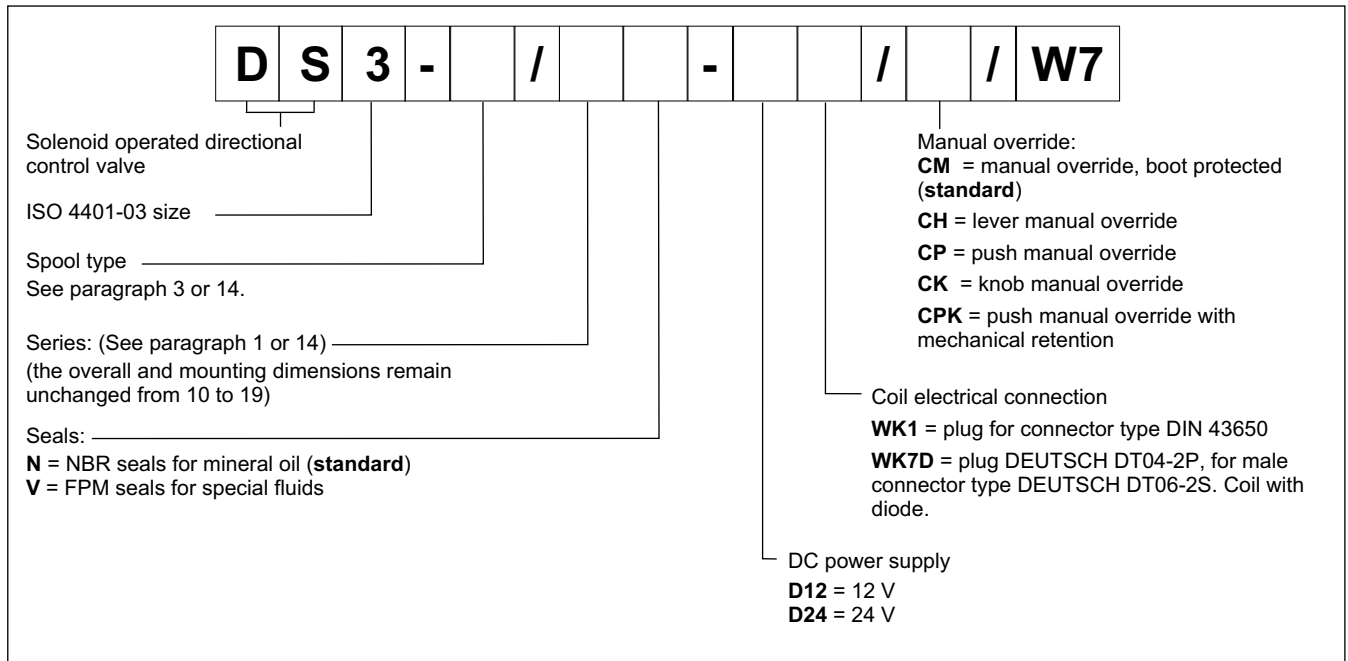 D S 3 - / - / / W7
Solenoid operated directional
control valve
ISO 4401-03 size
Spool type
See paragraph 3 or 14.
Series: (See paragraph 1 or 14)
(the overall and mounting dimensions remain
unchanged from 10 to 19)
Seals:
N = NBR seals for mineral oil (standard)
V = FPM seals for special fluids
Manual override:
CM = manual override, boot protected
(standard)
CH = lever manual override
CP = push manual override
CK = knob manual override
CPK = push manual override with
mechanical retention
Coil electrical connection
WK1 = plug for connector type DIN 43650
WK7D = plug DEUTSCH DT04-2P, for male
connector type DEUTSCH DT06-2S. Coil with
diode.
DC power supply
D12 = 12 V
D24 = 24 V